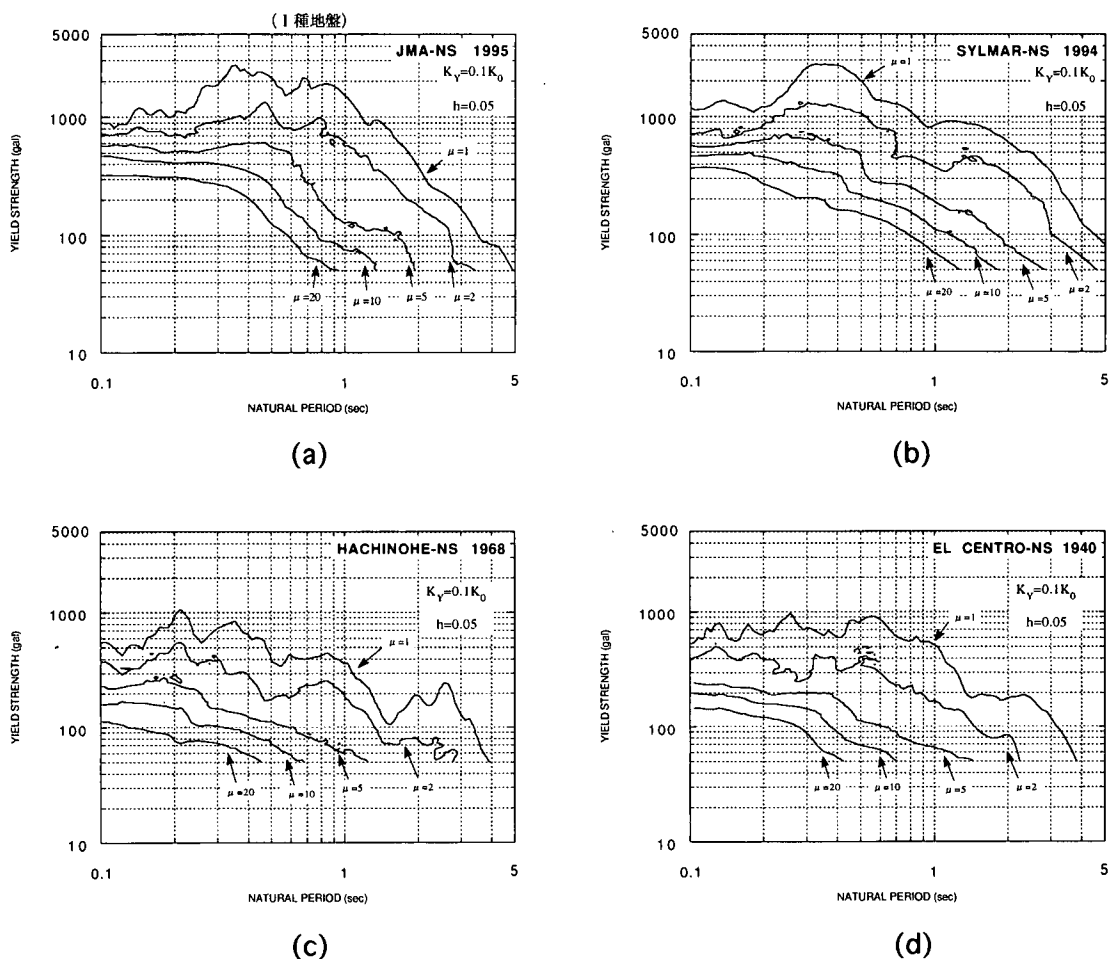 (I種地盤)
5000
1000
100
10
YIELD STRENGTH (gal)
JMA-NS 1995
K_Y=0.1K_0
h=0.05
μ=1
μ=20
μ=10
μ=5
μ=2
0.1
1
5
NATURAL PERIOD (sec)
(a)
5000
1000
100
10
YIELD STRENGTH (gal)
SYLMAR-NS 1994
μ=1
K_Y=0.1K_0
h=0.05
μ=20
μ=10
μ=5
μ=2
0.1
1
5
NATURAL PERIOD (sec)
(b)
5000
1000
100
10
YIELD STRENGTH (gal)
HACHINOHE-NS 1968
K_Y=0.1K_0
h=0.05
μ=1
μ=20
μ=10
μ=5
μ=2
0.1
1
5
NATURAL PERIOD (sec)
(c)
5000
1000
100
10
YIELD STRENGTH (gal)
EL CENTRO-NS 1940
K_Y=0.1K_0
μ=1
h=0.05
μ=20
μ=10
μ=5
μ=2
0.1
1
5
NATURAL PERIOD (sec)
(d)